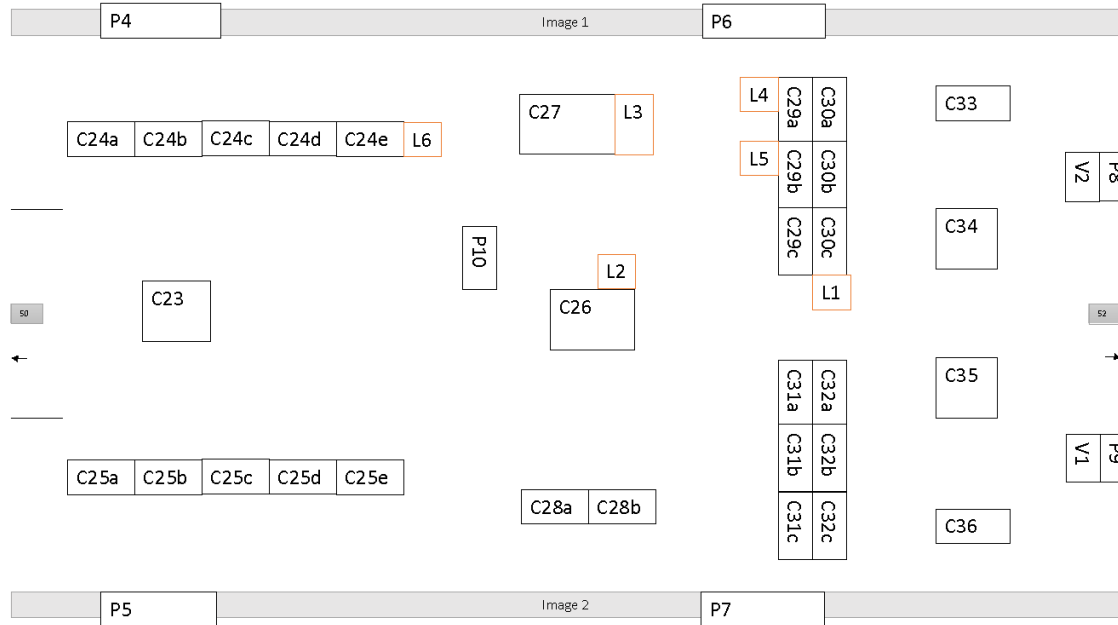 P4
Image 1
P6
C24a
C24b
C24c
C24d
C24e
L6
C27
L3
L4
C29a
C30a
L5
C29b
C30b
C29c
C30c
L1
C33
V2
P8
C34
P10
L2
C26
C23
50
52
C35
C31a
C32a
C31b
C32b
C31c
C32c
V1
P9
C25a
C25b
C25c
C25d
C25e
C28a
C28b
C36
P5
Image 2
P7